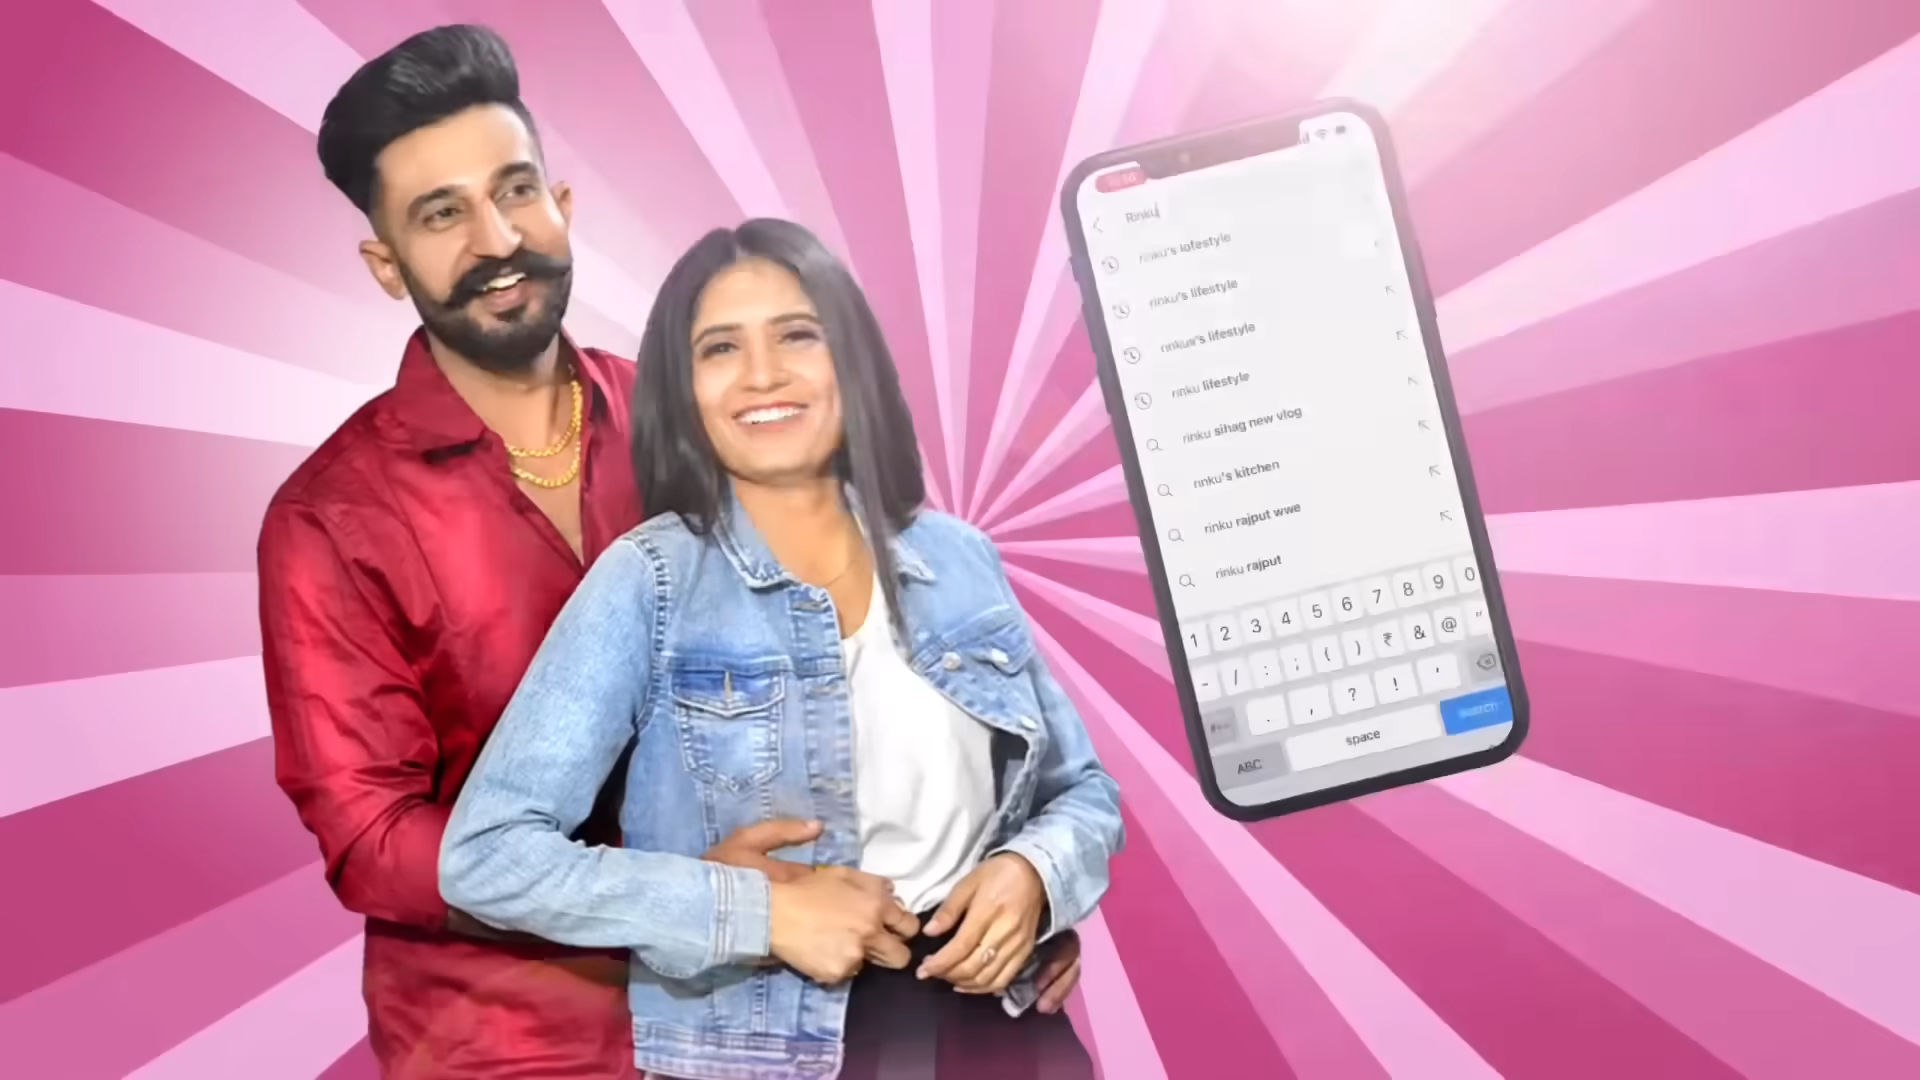 Rinku
rinku's lofestyle
rinku's lifestyle
rinkus's lifestyle
rinku lifestyle
rinku sihag new vlog
rinku's kitchen
rinku rajput wwe
rinku rajput
1 2 3 4 5 6 7 8 9 0
- / : ; ( ) ₹ & @ "
. , ? ! '
ABC space